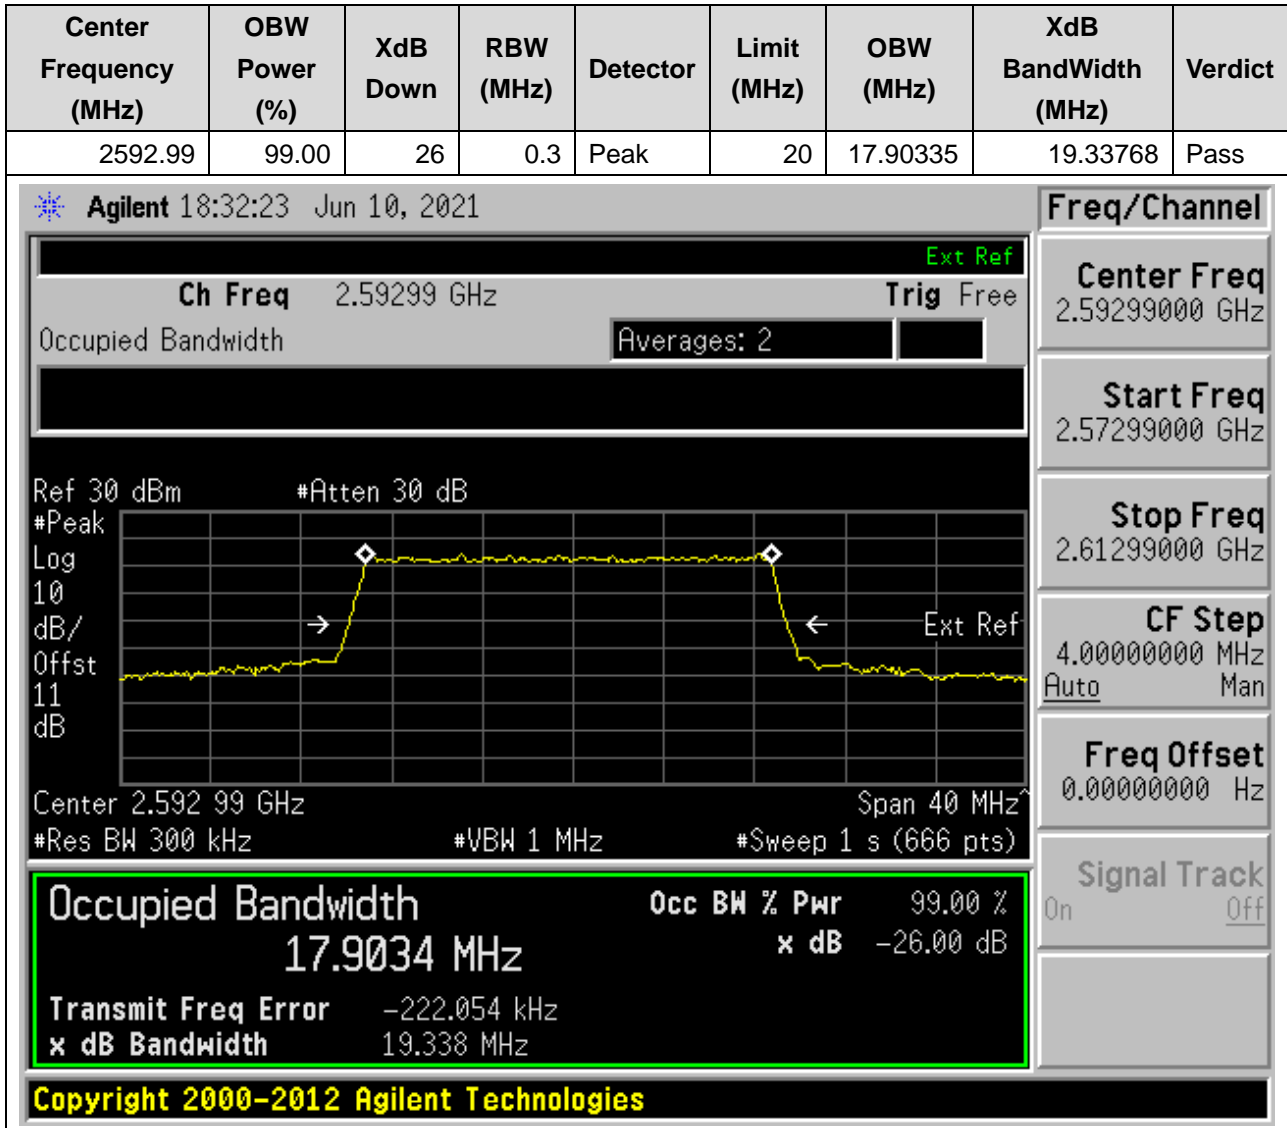 Center Frequency (MHz) OBW Power (%) XdB Down RBW (MHz) Detector Limit (MHz) OBW (MHz) XdB BandWidth (MHz) Verdict
2592.99 99.00 26 0.3 Peak 20 17.90335 19.33768 Pass
Agilent 18:32:23 Jun 10, 2021
Freq/Channel
Ext Ref
Ch Freq 2.59299 GHz Trig Free
Occupied Bandwidth Averages: 2
Ref 30 dBm #Atten 30 dB
#Peak
Log
10
dB/
Offst
11
dB
Ext Ref
Center 2.592 99 GHz Span 40 MHz^
#Res BW 300 kHz #VBW 1 MHz #Sweep 1 s (666 pts)
Occupied Bandwidth
17.9034 MHz
Occ BW % Pwr 99.00 %
x dB -26.00 dB
Transmit Freq Error -222.054 kHz
x dB Bandwidth 19.338 MHz
Center Freq
2.59299000 GHz
Start Freq
2.57299000 GHz
Stop Freq
2.61299000 GHz
CF Step
4.00000000 MHz
Auto Man
Freq Offset
0.00000000 Hz
Signal Track
On Off
Copyright 2000-2012 Agilent Technologies